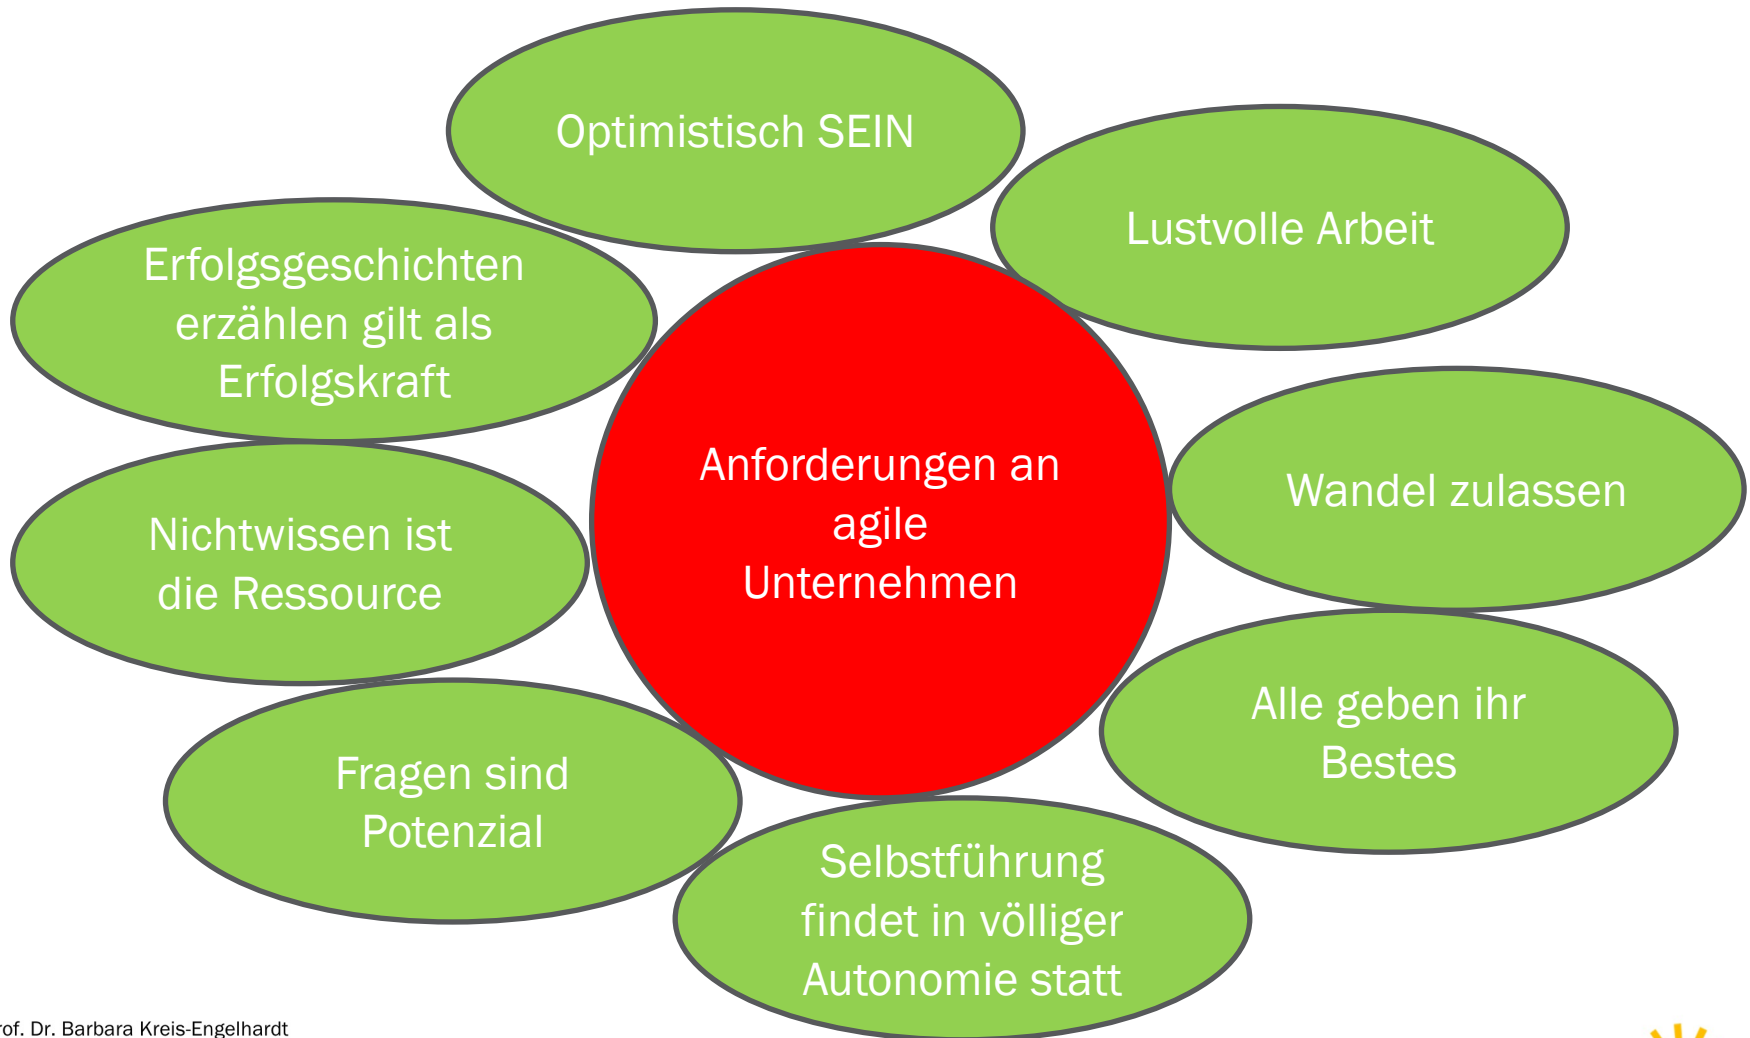 Optimistisch SEIN
Lustvolle Arbeit
Erfolgsgeschichten
erzählen gilt als
Erfolgskraft
Anforderungen an
agile
Unternehmen
Wandel zulassen
Nichtwissen ist
die Ressource
Alle geben ihr
Bestes
Fragen sind
Potenzial
Selbstführung
findet in völliger
Autonomie statt
rof. Dr. Barbara Kreis-Engelhardt